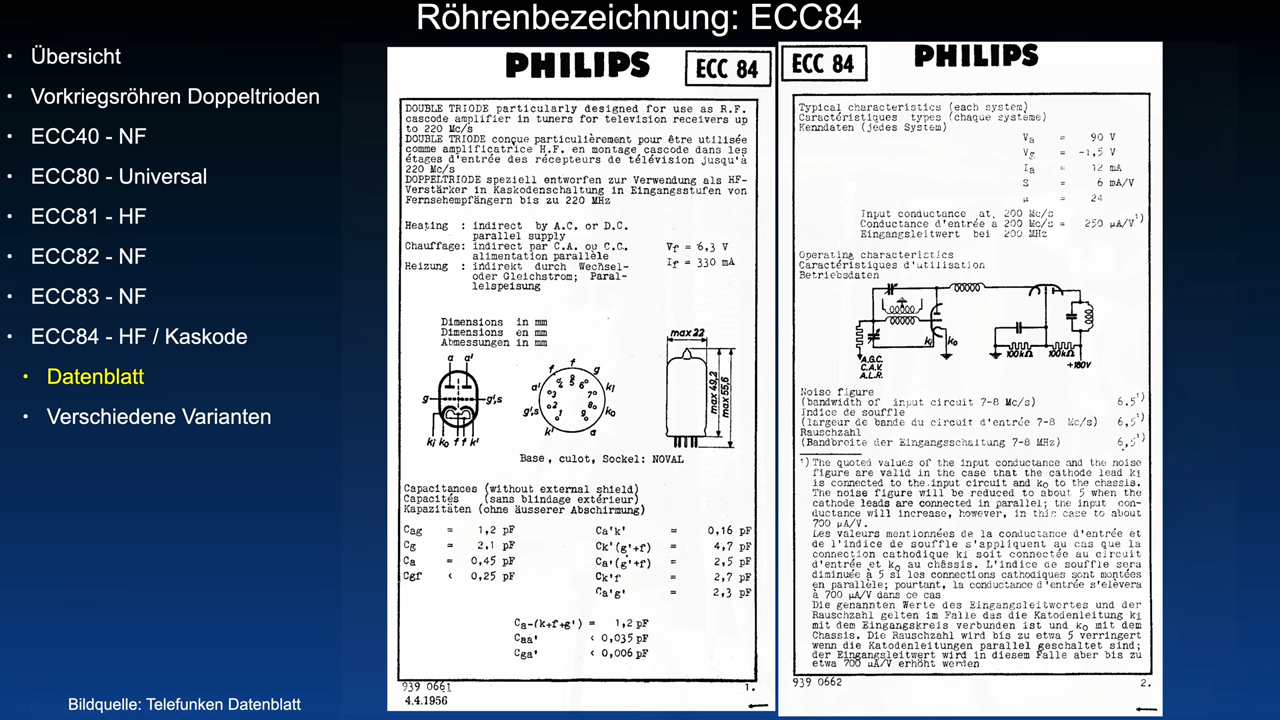 Röhrenbezeichnung: ECC84
• Übersicht
• Vorkriegsröhren Doppeltrioden
• ECC40 - NF
• ECC80 - Universal
• ECC81 - HF
• ECC82 - NF
• ECC83 - NF
• ECC84 - HF / Kaskode
• Datenblatt
• Verschiedene Varianten
Bildquelle: Telefunken Datenblatt
PHILIPS
ECC 84
DOUBLE TRIODE particularly designed for use as R.F.
cascode amplifier in tuners for television receivers up
to 220 Mc/s
DOUBLE TRIODE conçue particulièrement pour être utilisée
comme amplificatrice H.F. en montage cascode dans les
étages d'entrée des récepteurs de télévision jusqu'à
220 Mc/s
DOPPELTRIODE speziell entworfen zur Verwendung als HF-
Verstärker in Kaskodenschaltung in Eingangsstufen von
Fernsehempfängern bis zu 220 MHz
Heating : indirect by A.C. or D.C.
parallel supply
Chauffage: indirect par C.A. ou C.C.
alimentation parallèle
Heizung : indirekt durch Wechsel-
oder Gleichstrom; Paral-
lelspeisung
Vf = 6,3 V
If = 330 mA
Dimensions in mm
Dimensions en mm
Abmessungen in mm
a a'
g g',s
ki ko f f k'
f f
a' ki
g',s ko
k' a
1 2 3 4 5 6 7 8 9
max 22
max 49,2
max 55,6
Base, culot, Sockel: NOVAL
Capacitances (without external shield)
Capacités (sans blindage extérieur)
Kapazitäten (ohne äusserer Abschirmung)
Cag = 1,2 pF Ca'k' = 0,16 pF
Cg = 2,1 pF Ck'(g'+f) = 4,7 pF
Ca = 0,45 pF Ca'(g'+f) = 2,5 pF
Cgf < 0,25 pF Ck'f = 2,7 pF
Ca'g' = 2,3 pF
Ca-(k+f+g') = 1,2 pF
Caa' < 0,035 pF
Cga' < 0,006 pF
939 0661 1.
4.4.1956
ECC 84
PHILIPS
Typical characteristics (each system)
Caractéristiques types (chaque système)
Kenndaten (jedes System)
Va = 90 V
Vg = -1,5 V
Ia = 12 mA
S = 6 mA/V
µ = 24
Input conductance at 200 Mc/s
Conductance d'entrée à 200 Mc/s = 250 µA/V¹)
Eingangsleitwert bei 200 MHz
Operating characteristics
Caractéristiques d'utilisation
Betriebsdaten
ki ko
A.G.C.
C.A.V.
A.L.R.
100kΩ 100kΩ
+180V
Noise figure
(bandwidth of input circuit 7-8 Mc/s) 6.5¹)
Indice de souffle
(largeur de bande du circuit d'entrée 7-8 Mc/s) 6,5¹)
Rauschzahl
(Bandbreite der Eingangsschaltung 7-8 MHz) 6,5¹)
¹) The quoted values of the input conductance and the noise
figure are valid in the case that the cathode lead ki
is connected to the input circuit and ko to the chassis.
The noise figure will be reduced to about 5 when the
cathode leads are connected in parallel; the input con-
ductance will increase, however, in this case to about
700 µA/V.
Les valeurs mentionnées de la conductance d'entrée et
de l'indice de souffle s'appliquent au cas que la
connection cathodique ki soit connectée au circuit
d'entrée et ko au châssis. L'indice de souffle sera
diminuée à 5 si les connections cathodiques sont montées
en parallèle; pourtant, la conductance d'entrée s'élèvera
à 700 µA/V dans ce cas
Die genannten Werte des Eingangsleitwertes und der
Rauschzahl gelten im Falle das die Katodenleitung ki
mit dem Eingangskreis verbunden ist und ko mit dem
Chassis. Die Rauschzahl wird bis zu etwa 5 verringert
wenn die Katodenleitungen parallel geschaltet sind;
der Eingangsleitwert wird in diesem Falle aber bis zu
etwa 700 µA/V erhöht werden
939 0662 2.